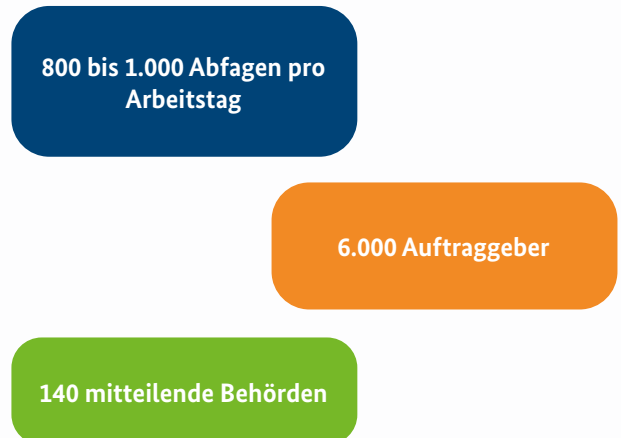 800 bis 1.000 Abfagen pro
Arbeitstag
6.000 Auftraggeber
140 mitteilende Behörden